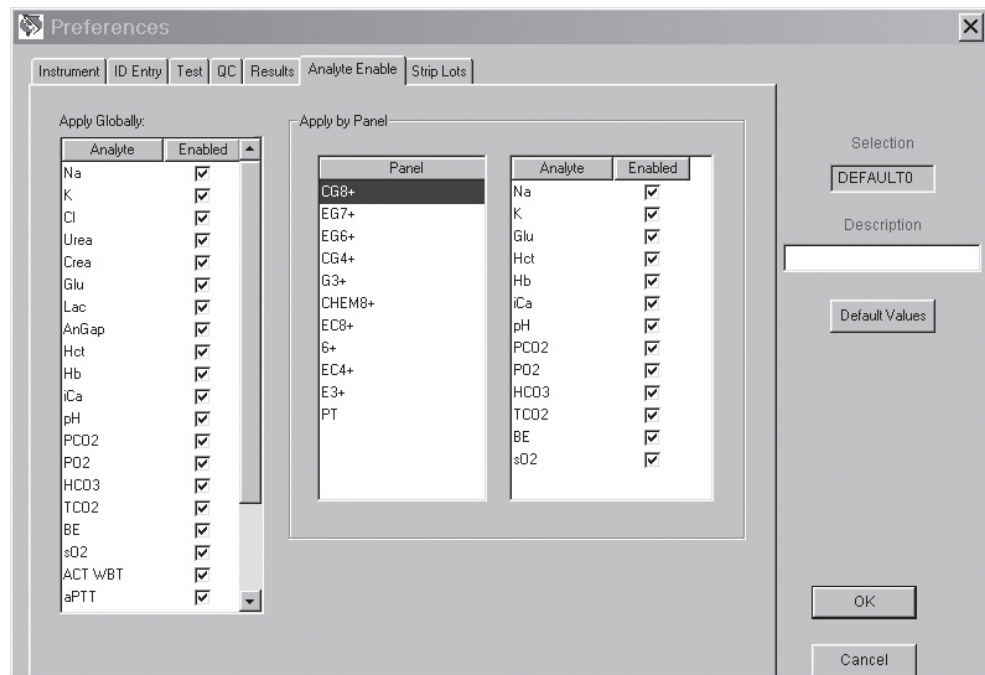 Preferences
Instrument
ID Entry
Test
QC
Results
Analyte Enable
Strip Lots
Apply Globally:
Analyte Enabled
Na
K
Cl
Urea
Crea
Glu
Lac
AnGap
Hct
Hb
iCa
pH
PCO2
PO2
HCO3
TCO2
BE
sO2
ACT WBT
aPTT
Apply by Panel
Panel
CG8+
EG7+
EG6+
CG4+
G3+
CHEM8+
EC8+
6+
EC4+
E3+
PT
Analyte Enabled
Na
K
Glu
Hct
Hb
iCa
pH
PCO2
PO2
HCO3
TCO2
BE
sO2
Selection
DEFAULT0
Description
Default Values
OK
Cancel